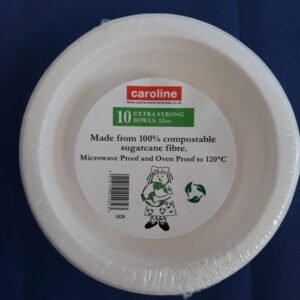 caroline
10 EXTRA STRONG
BOWLS. 12oz.
Made from 100% compostable
sugarcane fibre.
Microwave Proof and Oven Proof to 120°C
1420